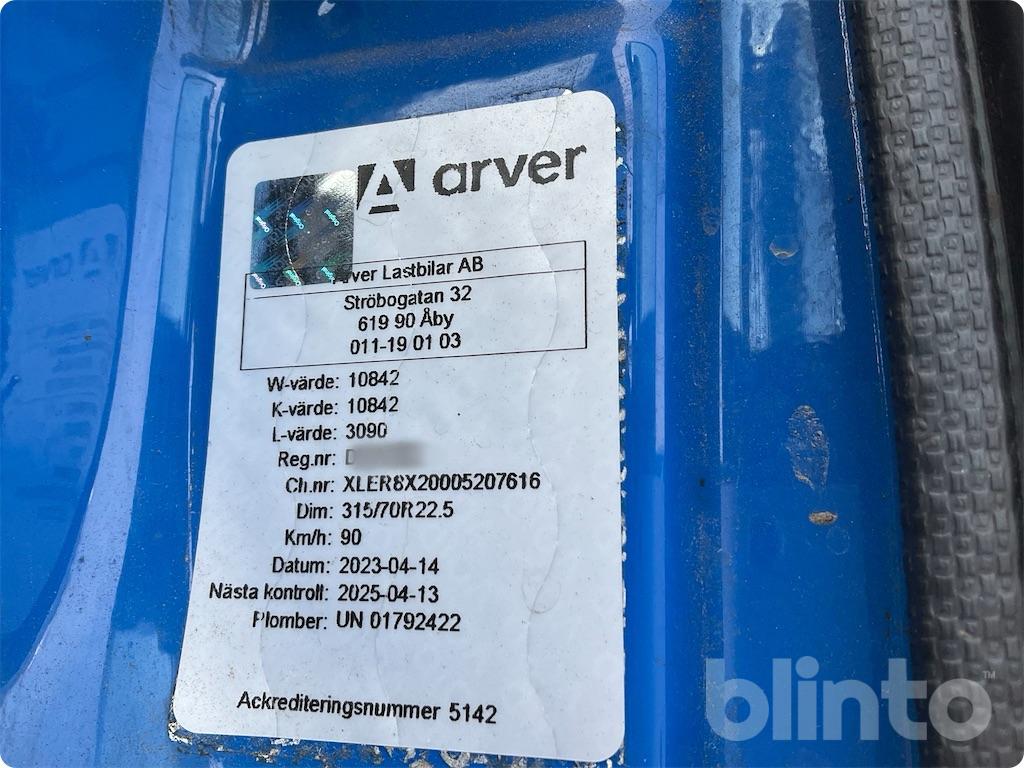 arver
Lastbilar AB
Ströbogatan 32
619 90 Åby
011-19 01 03
W-värde: 10842
K-värde: 10842
L-värde: 3090
Reg.nr:
Ch.nr: XLER8X20005207616
Dim: 315/70R22.5
Km/h: 90
Datum: 2023-04-14
Nästa kontroll: 2025-04-13
Plomber: UN 01792422
Ackrediteringsnummer 5142
blinto™